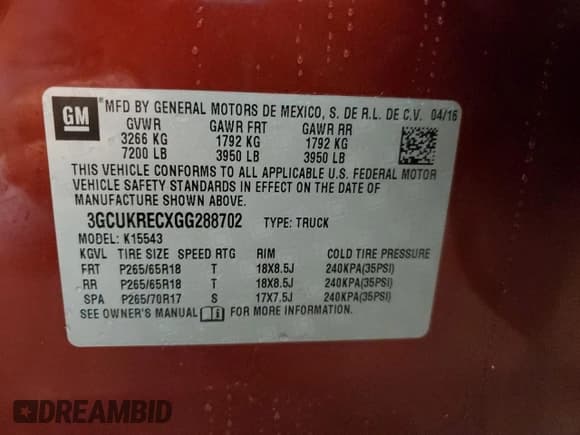 GM
MFD BY GENERAL MOTORS DE MEXICO, S. DE R.L. DE C.V. 04/16
GVWR GAWR FRT GAWR RR
3266 KG 1792 KG 1792 KG
7200 LB 3950 LB 3950 LB
THIS VEHICLE CONFORMS TO ALL APPLICABLE U.S. FEDERAL MOTOR
VEHICLE SAFETY STANDARDS IN EFFECT ON THE DATE OF
MANUFACTURE SHOWN ABOVE.
3GCUKRECXGG288702 TYPE: TRUCK
MODEL: K15543
KGVL TIRE SIZE SPEED RTG RIM COLD TIRE PRESSURE
FRT P265/65R18 T 18X8.5J 240KPA(35PSI)
RR P265/65R18 T 18X8.5J 240KPA(35PSI)
SPA P265/70R17 S 17X7.5J 240KPA(35PSI)
SEE OWNER'S MANUAL FOR MORE INFORMATION.
DREAMBID